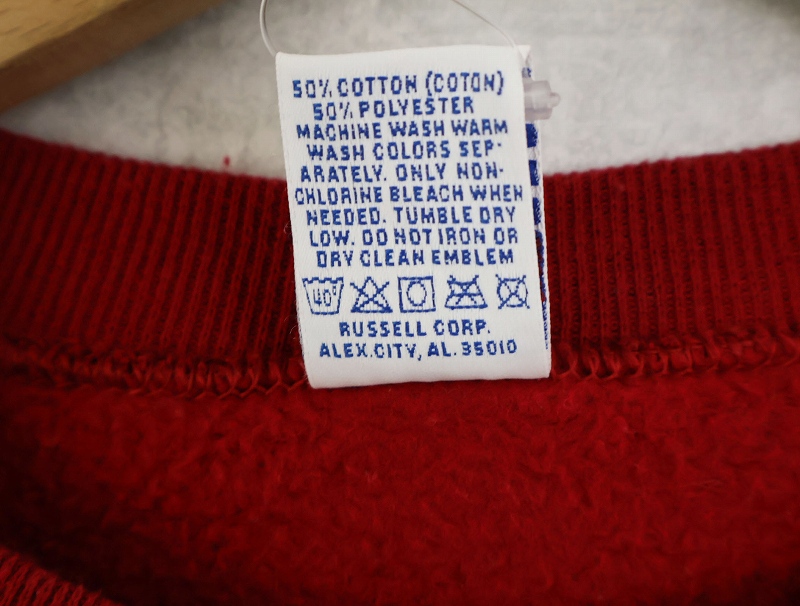 50% COTTON (COTON)
50% POLYESTER
MACHINE WASH WARM
WASH COLORS SEP-
ARATELY. ONLY NON-
CHLORINE BLEACH WHEN
NEEDED. TUMBLE DRY
LOW. DO NOT IRON OR
DRY CLEAN EMBLEM
40°
RUSSELL CORP.
ALEX.CITY, AL. 35010